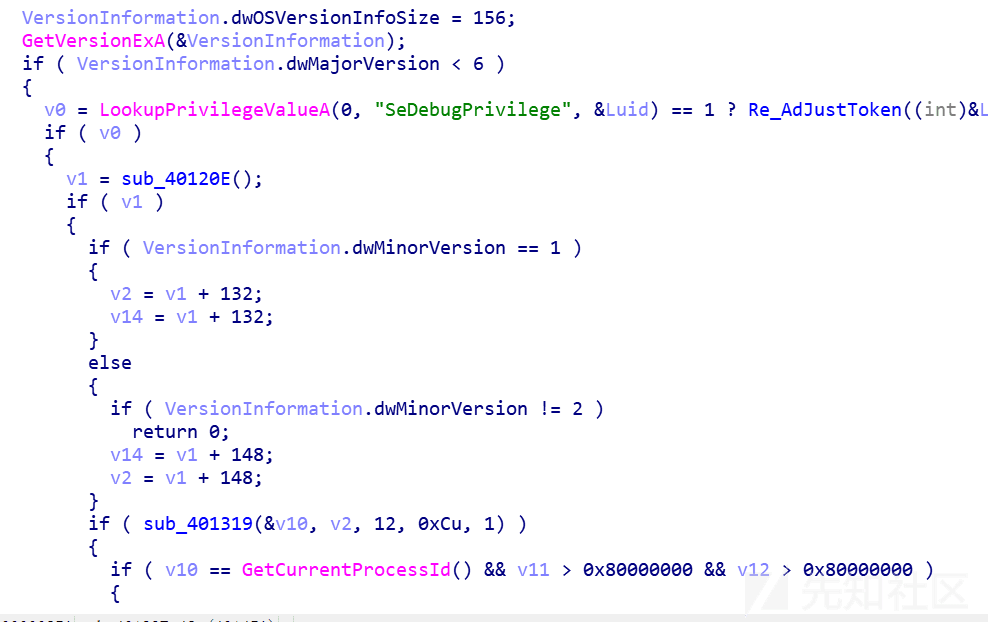 VersionInformation.dwOSVersionInfoSize = 156;
GetVersionExA(&VersionInformation);
if ( VersionInformation.dwMajorVersion < 6 )
{
v0 = LookupPrivilegeValueA(0, "SeDebugPrivilege", &Luid) == 1 ? Re_AdJustToken((int)&L
if ( v0 )
{
v1 = sub_40120E();
if ( v1 )
{
if ( VersionInformation.dwMinorVersion == 1 )
{
v2 = v1 + 132;
v14 = v1 + 132;
}
else
{
if ( VersionInformation.dwMinorVersion != 2 )
return 0;
v14 = v1 + 148;
v2 = v1 + 148;
}
if ( sub_401319(&v10, v2, 12, 0xCu, 1) )
{
if ( v10 == GetCurrentProcessId() && v11 > 0x80000000 && v12 > 0x80000000 )
{
先知社区